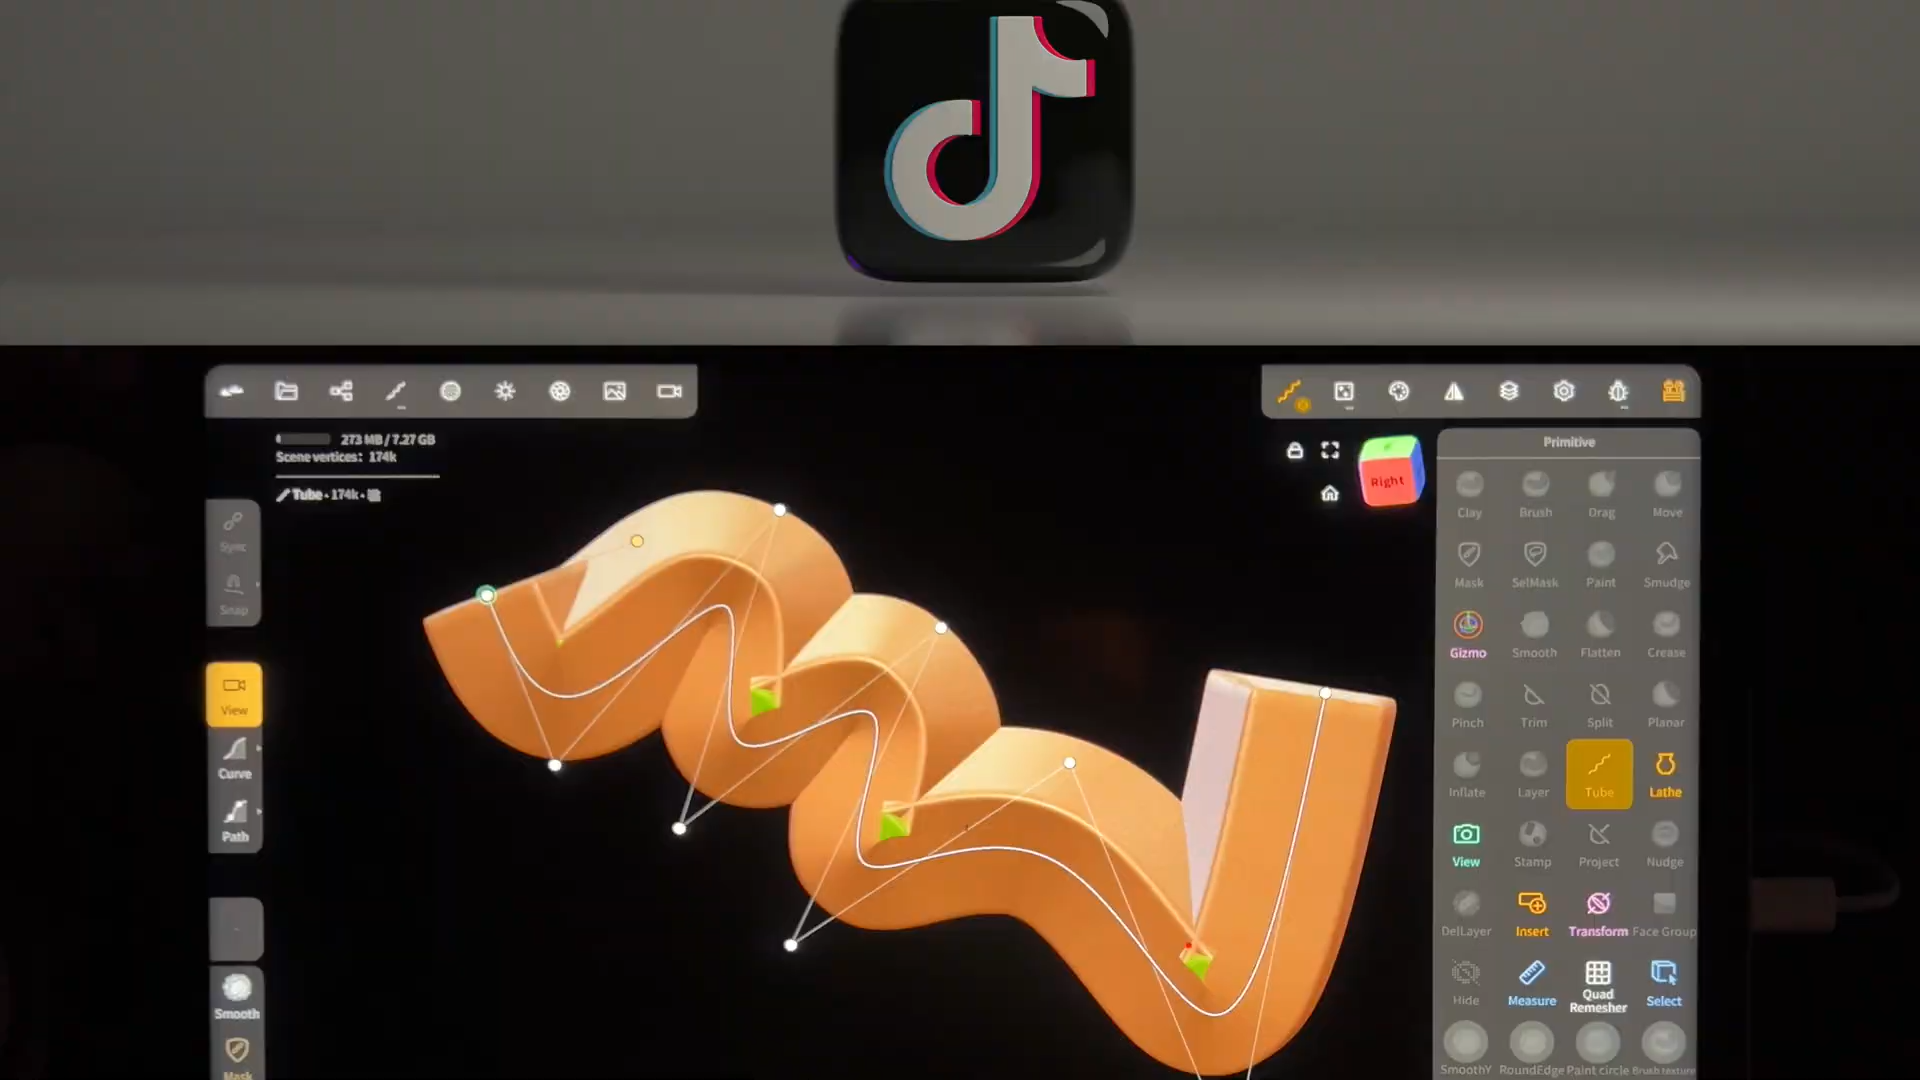 273 MB / 7.27 GB
Scene vertices: 174k
Tube • 174k •
Sync
Snap
View
Curve
Path
Smooth
Mask
Right
Primitive
Clay Brush Drag Move
Mask SelMask Paint Smudge
Gizmo Smooth Flatten Crease
Pinch Trim Split Planar
Inflate Layer Tube Lathe
View Stamp Project Nudge
DelLayer Insert Transform Face Group
Hide Measure Quad Remesher Select
SmoothY RoundEdge Paint circle Brush texture